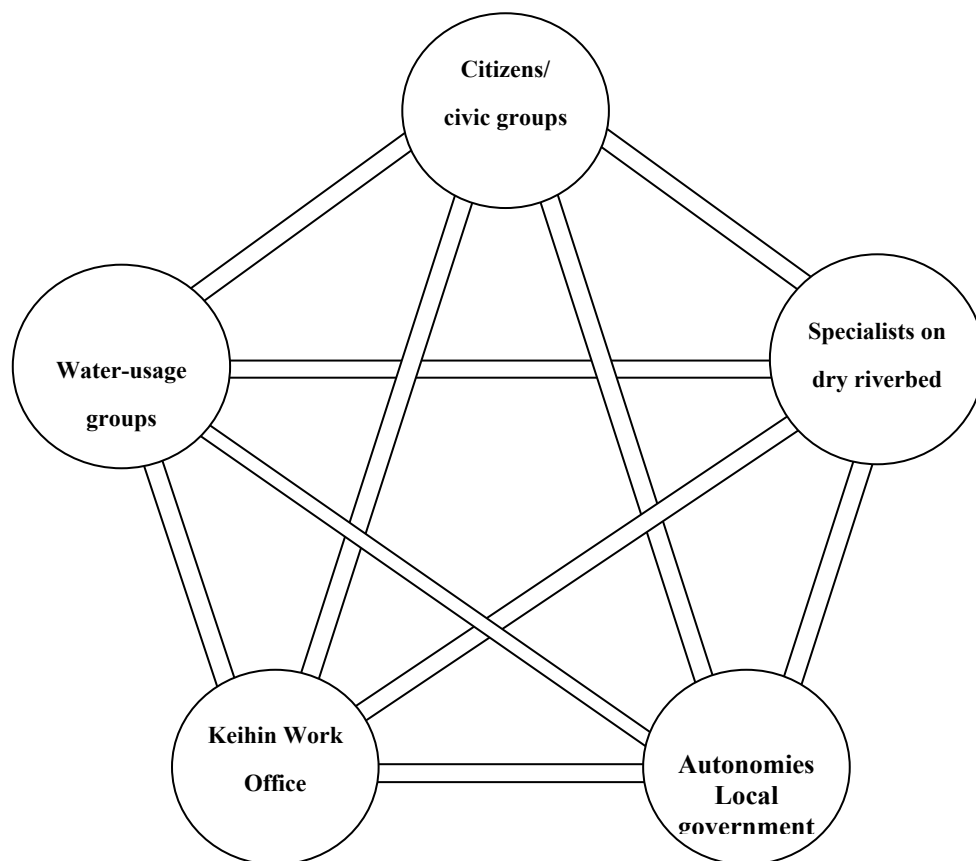 Citizens/
civic groups
Specialists on
dry riverbed
Water-usage
groups
Keihin Work
Office
Autonomies
Local
government